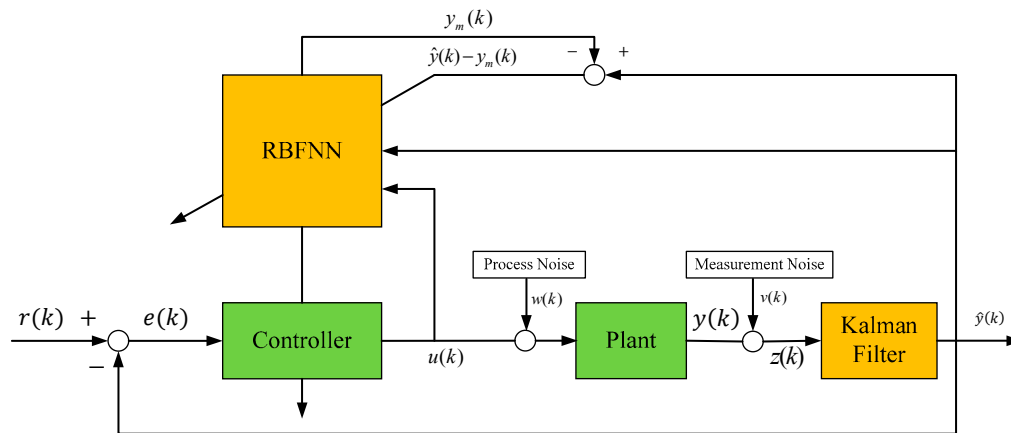 y_m(k)
− +
ŷ(k) − y_m(k)
RBFNN
Process Noise
Measurement Noise
w(k)
v(k)
r(k) + e(k)
−
Controller
u(k)
Plant
y(k)
z(k)
Kalman
Filter
ŷ(k)